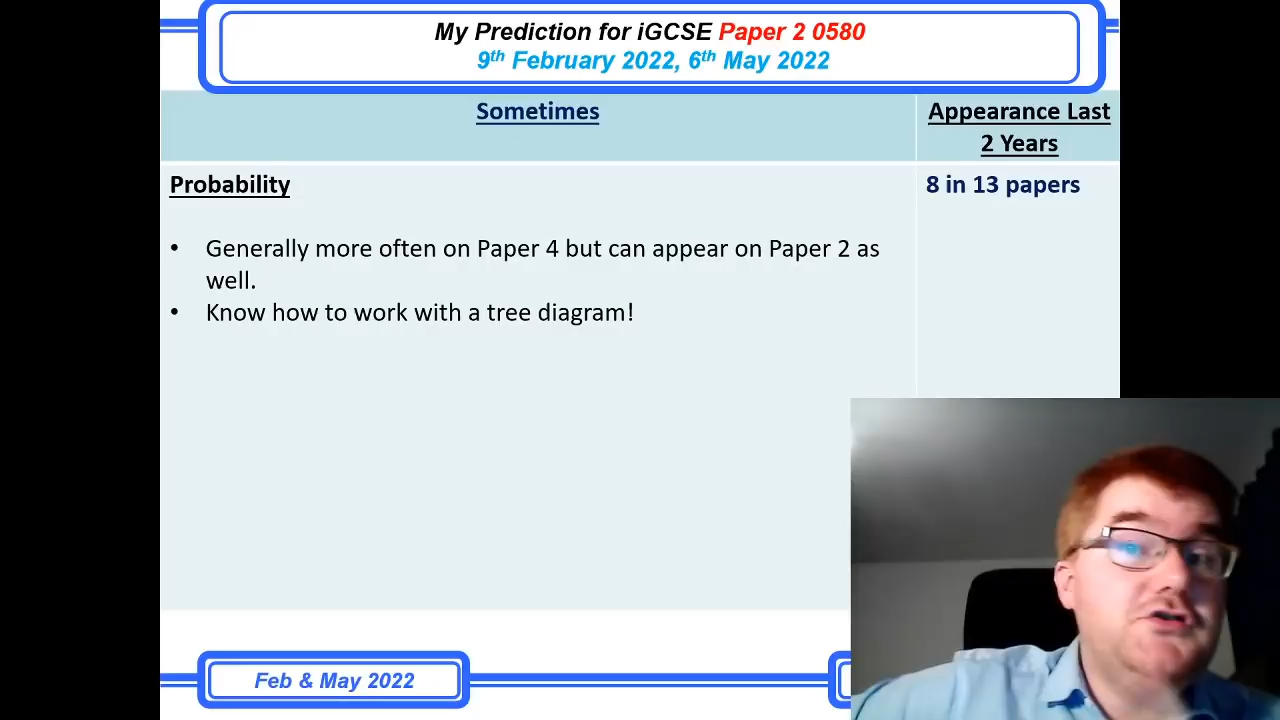 My Prediction for iGCSE Paper 2 0580
9th February 2022, 6th May 2022
Sometimes
Appearance Last
2 Years
Probability
8 in 13 papers
• Generally more often on Paper 4 but can appear on Paper 2 as
well.
• Know how to work with a tree diagram!
Feb & May 2022